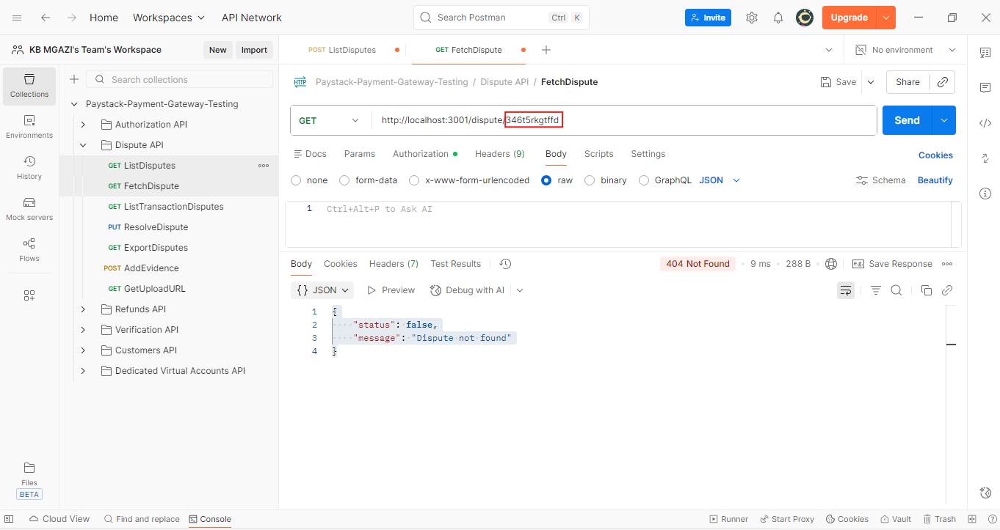 Home Workspaces API Network Search Postman Ctrl K Invite Upgrade
KB MGAZI's Team's Workspace New Import POST ListDisputes GET FetchDispute No environment
Collections
Environments
History
Mock servers
Flows
Files
BETA
Search collections
Paystack-Payment-Gateway-Testing
Authorization API
Dispute API
GET ListDisputes
GET FetchDispute
GET ListTransactionDisputes
PUT ResolveDispute
GET ExportDisputes
POST AddEvidence
GET GetUploadURL
Refunds API
Verification API
Customers API
Dedicated Virtual Accounts API
HTTP Paystack-Payment-Gateway-Testing / Dispute API / FetchDispute Save Share
GET http://localhost:3001/dispute/346t5rkgtffd Send
Docs Params Authorization Headers (9) Body Scripts Settings Cookies
none form-data x-www-form-urlencoded raw binary GraphQL JSON Schema Beautify
1 Ctrl+Alt+P to Ask AI
Body Cookies Headers (7) Test Results 404 Not Found 9 ms 288 B e.g. Save Response
{} JSON Preview Debug with AI
1 {
2 "status": false,
3 "message": "Dispute not found"
4 }
Cloud View Find and replace Console Runner Start Proxy Cookies Vault Trash